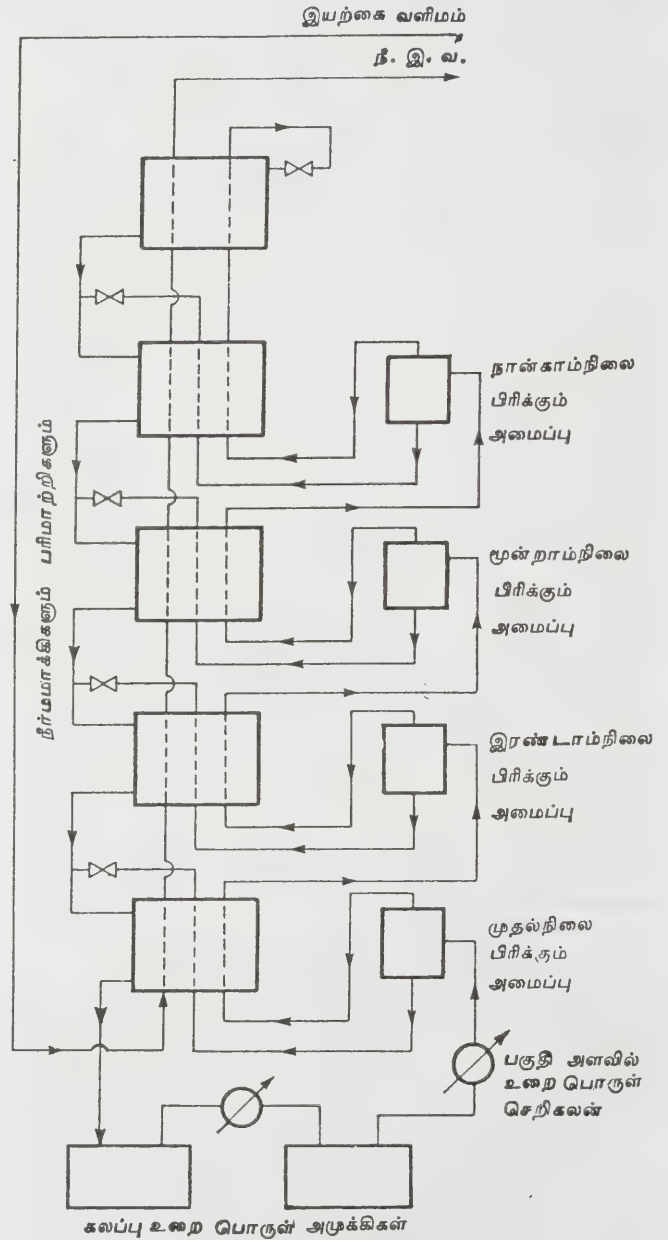 இயற்கை வளிமம்
நீ. இ. வ.
நீர்மமாக்கிகளும் பரிமாற்றிகளும்
நான்காம்நிலை
பிரிக்கும்
அமைப்பு
மூன்றாம்நிலை
பிரிக்கும்
அமைப்பு
இரண்டாம்நிலை
பிரிக்கும்
அமைப்பு
முதல்நிலை
பிரிக்கும்
அமைப்பு
பகுதி அளவில்
உறை பொருள்
செறிகலன்
கலப்பு உறை பொருள் அமுக்கிகள்